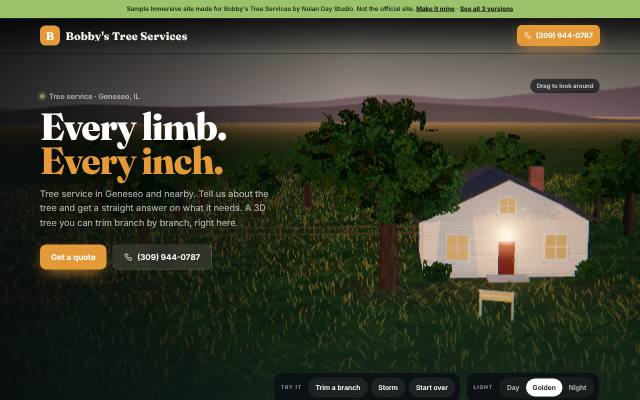 Sample Immersive site made for Bobby's Tree Services by Nolan Day Studio. Not the official site. Make it mine · See all 3 versions
B Bobby's Tree Services
(309) 944-0787
Drag to look around
Tree service · Geneseo, IL
Every limb.
Every inch.
Tree service in Geneseo and nearby. Tell us about the
tree and get a straight answer on what it needs. A 3D
tree you can trim branch by branch, right here.
Get a quote (309) 944-0787
TRY IT Trim a branch Storm Start over LIGHT Day Golden Night